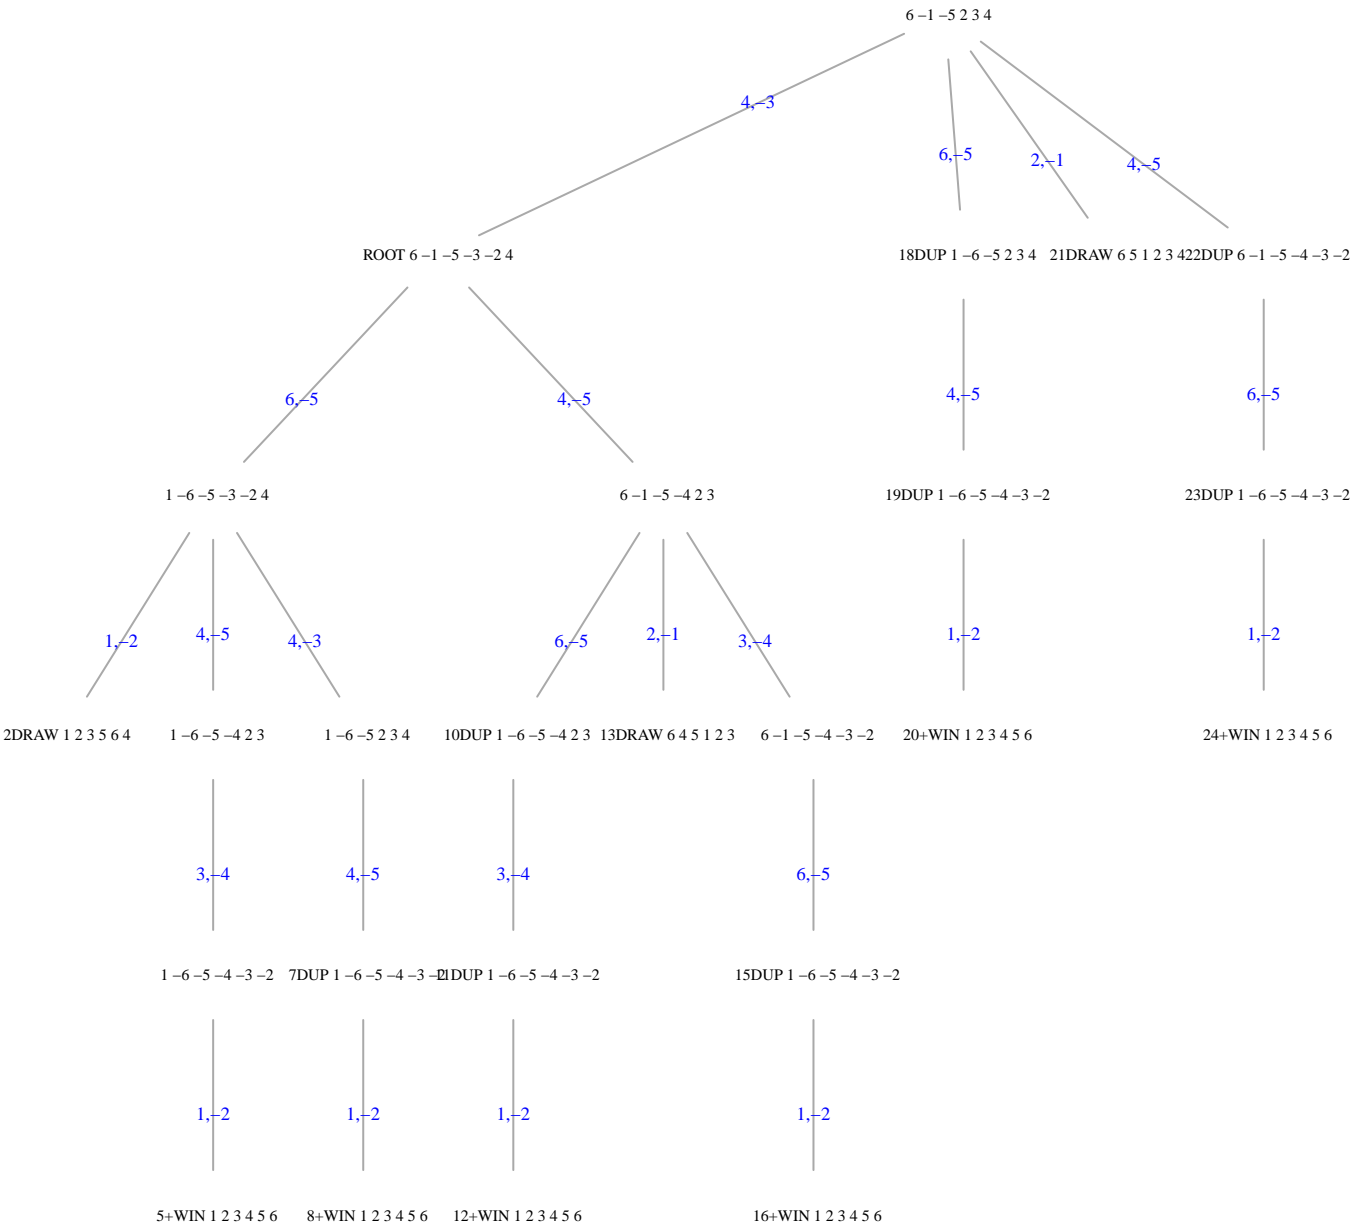 6 –1 –5 2 3 4
4,–3
6,–5
2,–1
4,–5
ROOT 6 –1 –5 –3 –2 4
18DUP 1 –6 –5 2 3 4
21DRAW 6 5 1 2 3 4
22DUP 6 –1 –5 –4 –3 –2
6,–5
4,–5
4,–5
6,–5
1 –6 –5 –3 –2 4
6 –1 –5 –4 2 3
19DUP 1 –6 –5 –4 –3 –2
23DUP 1 –6 –5 –4 –3 –2
1,–2
4,–5
4,–3
6,–5
2,–1
3,–4
1,–2
1,–2
2DRAW 1 2 3 5 6 4
1 –6 –5 –4 2 3
1 –6 –5 2 3 4
10DUP 1 –6 –5 –4 2 3
13DRAW 6 4 5 1 2 3
6 –1 –5 –4 –3 –2
20+WIN 1 2 3 4 5 6
24+WIN 1 2 3 4 5 6
3,–4
4,–5
3,–4
6,–5
1 –6 –5 –4 –3 –2
7DUP 1 –6 –5 –4 –3 –2
11DUP 1 –6 –5 –4 –3 –2
15DUP 1 –6 –5 –4 –3 –2
1,–2
1,–2
1,–2
1,–2
5+WIN 1 2 3 4 5 6
8+WIN 1 2 3 4 5 6
12+WIN 1 2 3 4 5 6
16+WIN 1 2 3 4 5 6